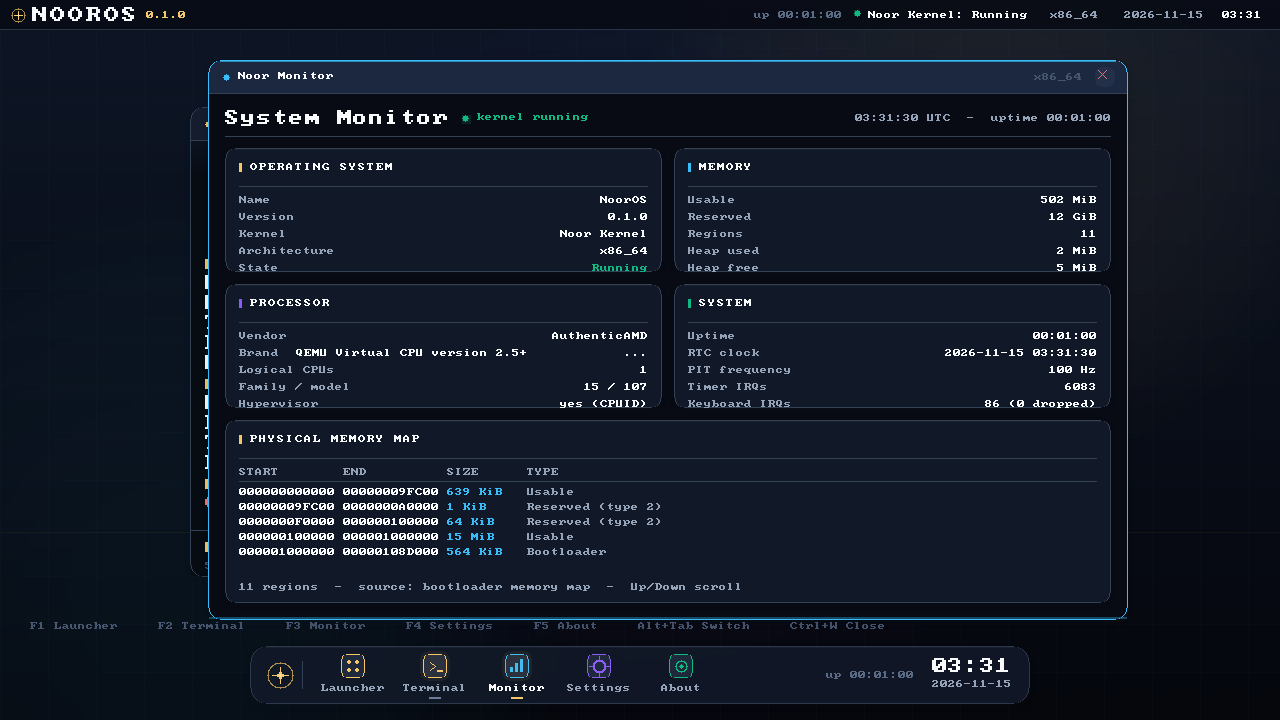 NOOROS 0.1.0 up 00:01:00 Noor Kernel: Running x86_64 2026-11-15 03:31
Noor Monitor x86_64
System Monitor kernel running 03:31:30 UTC - uptime 00:01:00
OPERATING SYSTEM
Name NoorOS
Version 0.1.0
Kernel Noor Kernel
Architecture x86_64
State Running
MEMORY
Usable 502 MiB
Reserved 12 GiB
Regions 11
Heap used 2 MiB
Heap free 5 MiB
PROCESSOR
Vendor AuthenticAMD
Brand QEMU Virtual CPU version 2.5+ ...
Logical CPUs 1
Family / model 15 / 107
Hypervisor yes (CPUID)
SYSTEM
Uptime 00:01:00
RTC clock 2026-11-15 03:31:30
PIT frequency 100 Hz
Timer IRQs 6083
Keyboard IRQs 86 (0 dropped)
PHYSICAL MEMORY MAP
START END SIZE TYPE
000000000000 00000009FC00 639 KiB Usable
00000009FC00 0000000A0000 1 KiB Reserved (type 2)
0000000F0000 000000100000 64 KiB Reserved (type 2)
000000100000 000001000000 15 MiB Usable
000001000000 00000108D000 564 KiB Bootloader
11 regions - source: bootloader memory map - Up/Down scroll
F1 Launcher F2 Terminal F3 Monitor F4 Settings F5 About Alt+Tab Switch Ctrl+W Close
Launcher Terminal Monitor Settings About up 00:01:00 03:31
2026-11-15